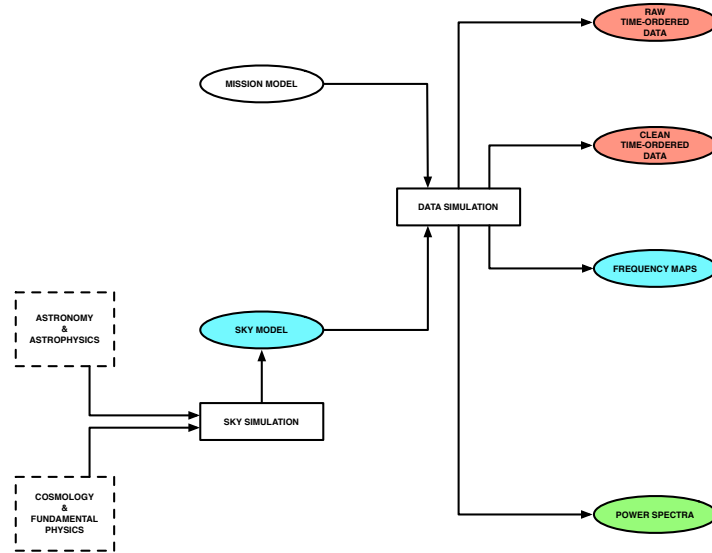 RAW
TIME-ORDERED
DATA
MISSION MODEL
CLEAN
TIME-ORDERED
DATA
DATA SIMULATION
FREQUENCY MAPS
ASTRONOMY
&
ASTROPHYSICS
SKY MODEL
SKY SIMULATION
COSMOLOGY
&
FUNDAMENTAL
PHYSICS
POWER SPECTRA